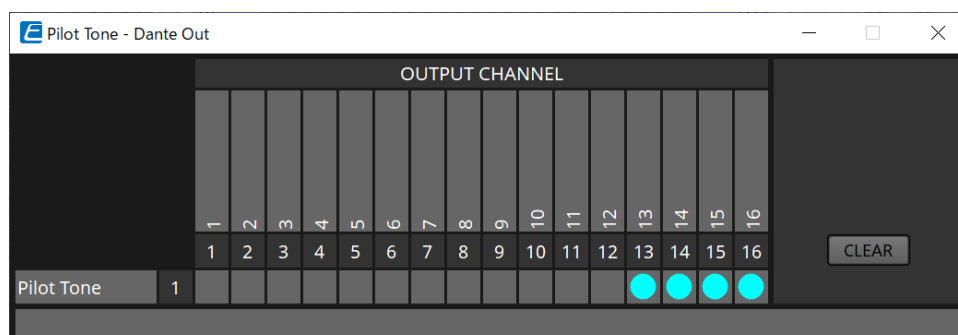 Pilot Tone - Dante Out
OUTPUT CHANNEL
1 2 3 4 5 6 7 8 9 10 11 12 13 14 15 16
1 2 3 4 5 6 7 8 9 10 11 12 13 14 15 16
CLEAR
Pilot Tone 1